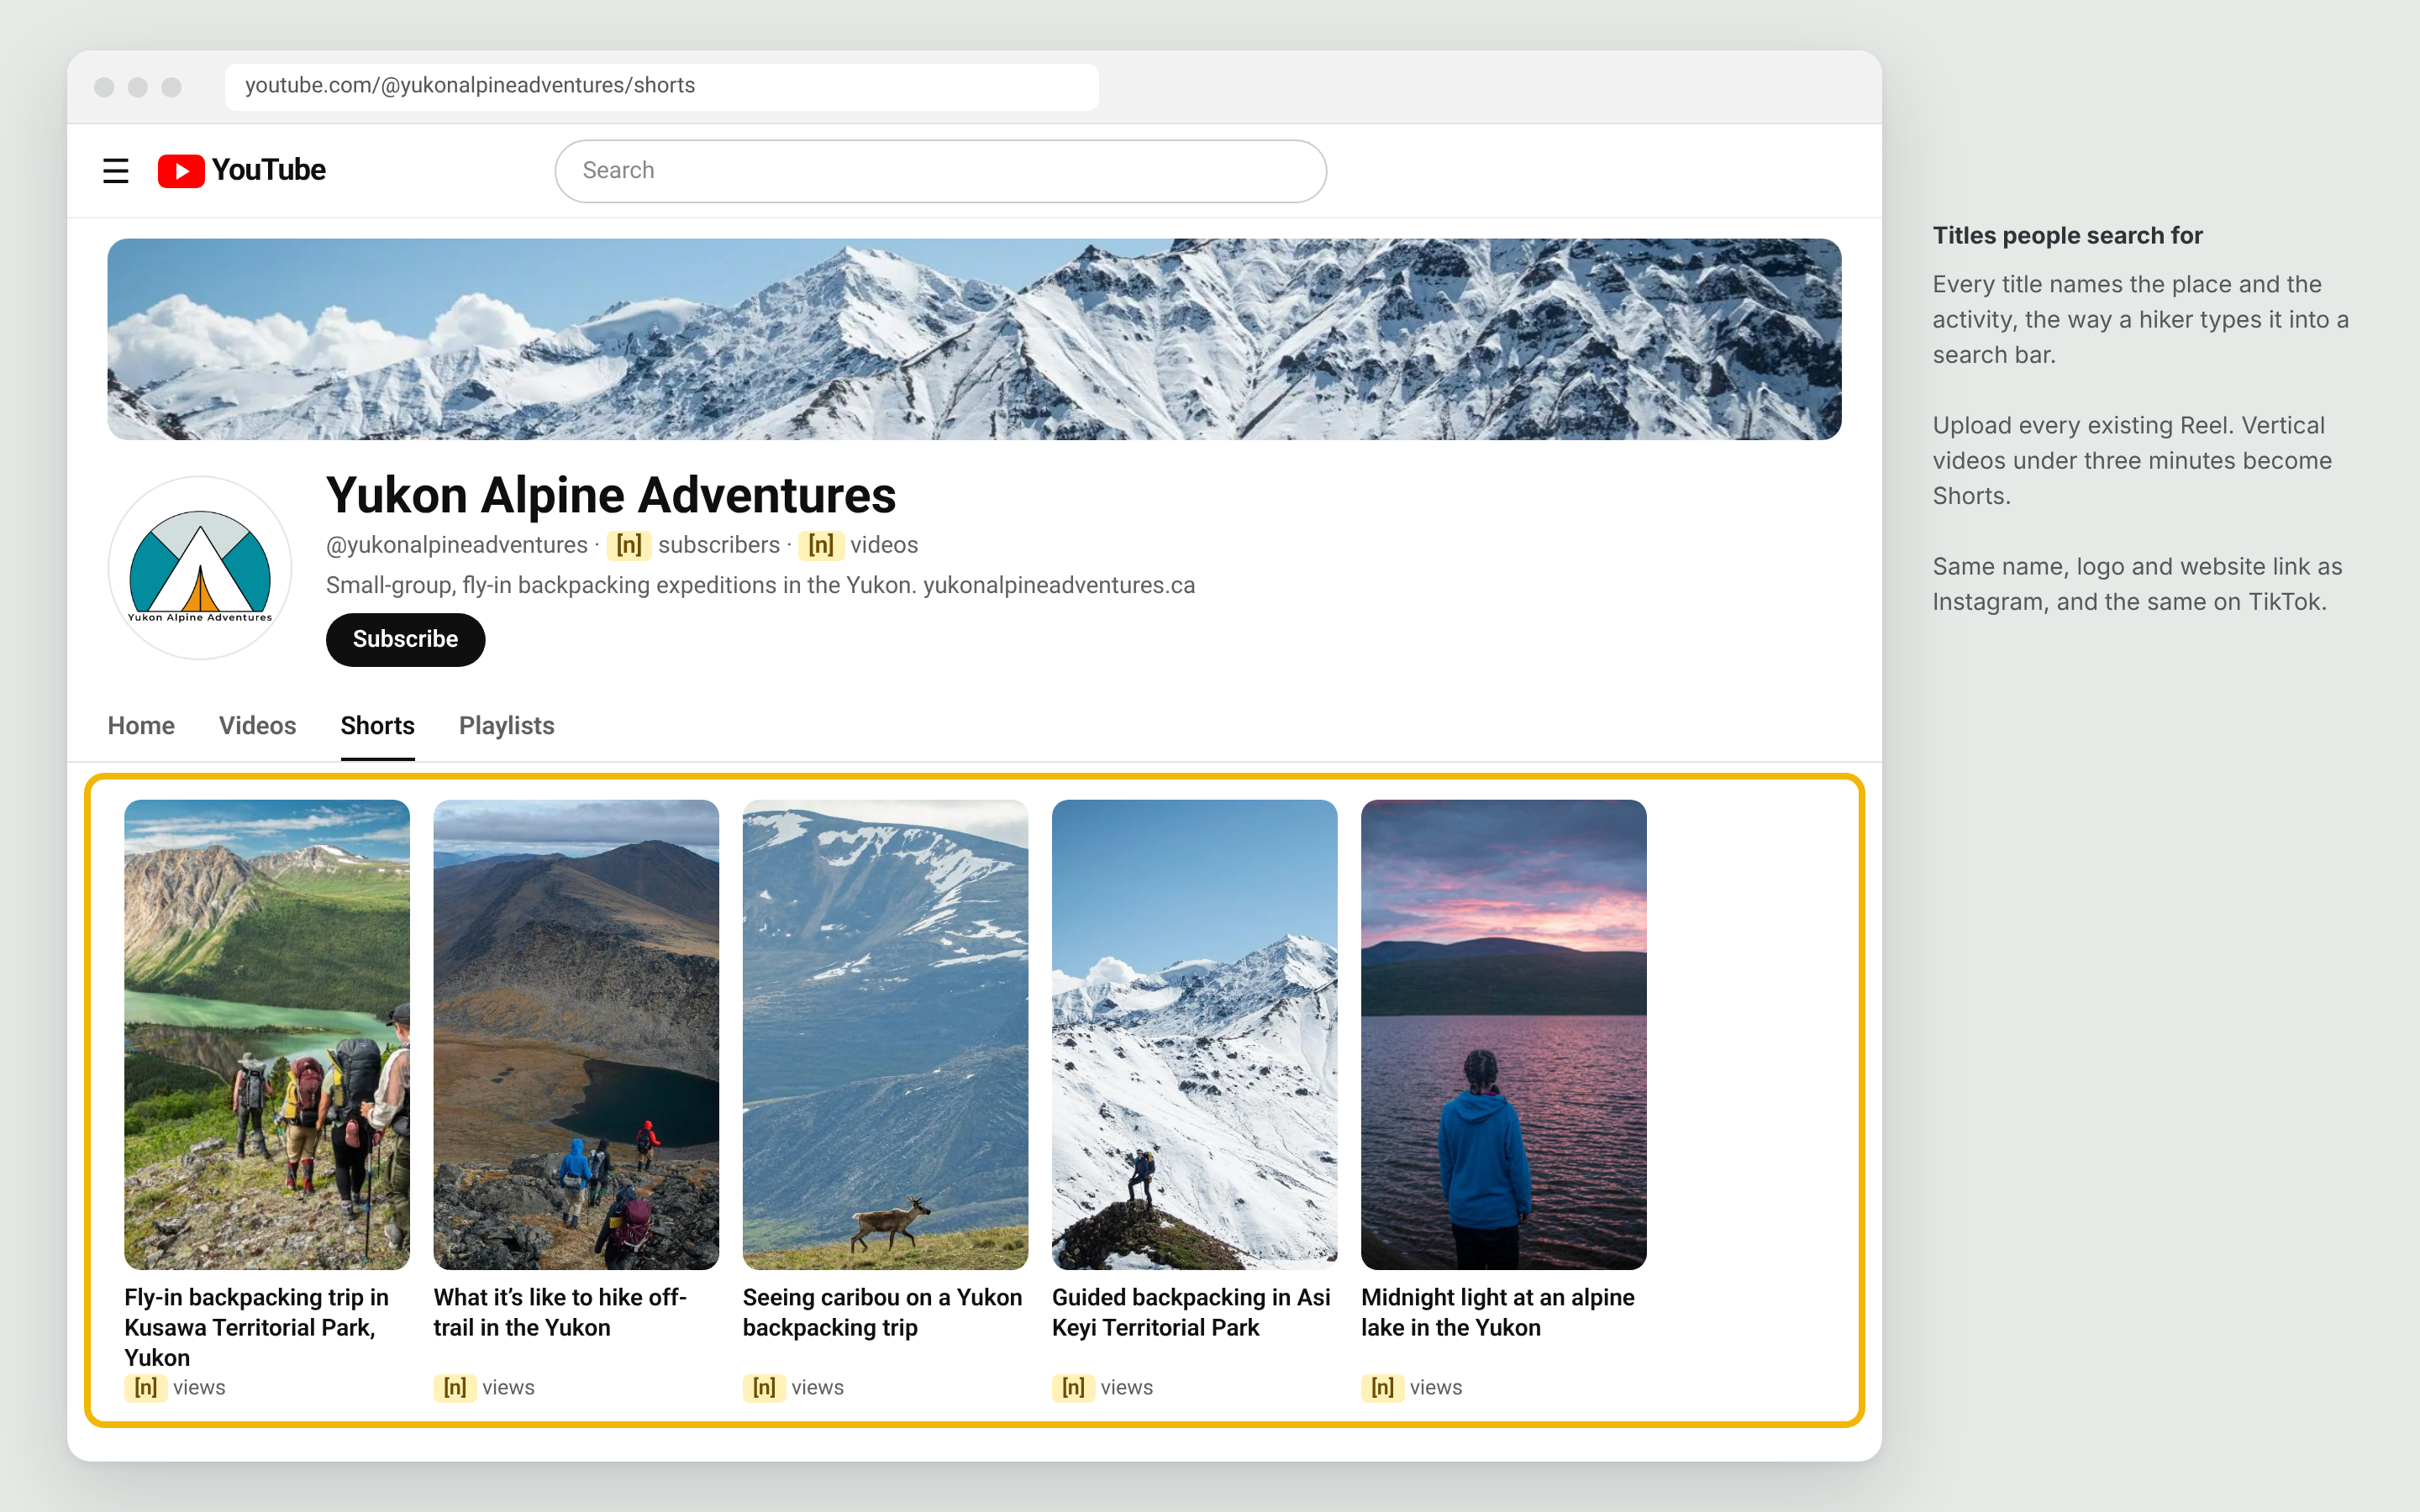 youtube.com/@yukonalpineadventures/shorts
YouTube
Search
Yukon Alpine Adventures
Yukon Alpine Adventures
@yukonalpineadventures · [n] subscribers · [n] videos
Small-group, fly-in backpacking expeditions in the Yukon. yukonalpineadventures.ca
Subscribe
Home
Videos
Shorts
Playlists
Fly-in backpacking trip in
Kusawa Territorial Park,
Yukon
[n] views
What it’s like to hike off-
trail in the Yukon
[n] views
Seeing caribou on a Yukon
backpacking trip
[n] views
Guided backpacking in Asi
Keyi Territorial Park
[n] views
Midnight light at an alpine
lake in the Yukon
[n] views
Titles people search for
Every title names the place and the
activity, the way a hiker types it into a
search bar.
Upload every existing Reel. Vertical
videos under three minutes become
Shorts.
Same name, logo and website link as
Instagram, and the same on TikTok.